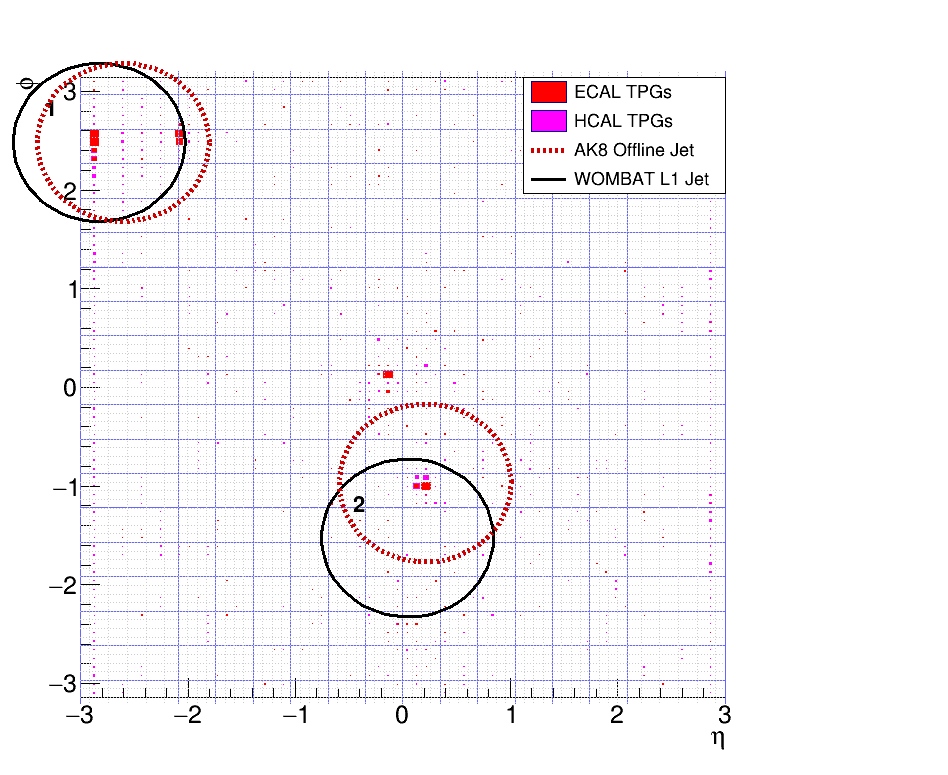 ϕ
3
2
1
0
−1
−2
−3
1
2
ECAL TPGs
HCAL TPGs
AK8 Offline Jet
WOMBAT L1 Jet
−3 −2 −1 0 1 2 3
η